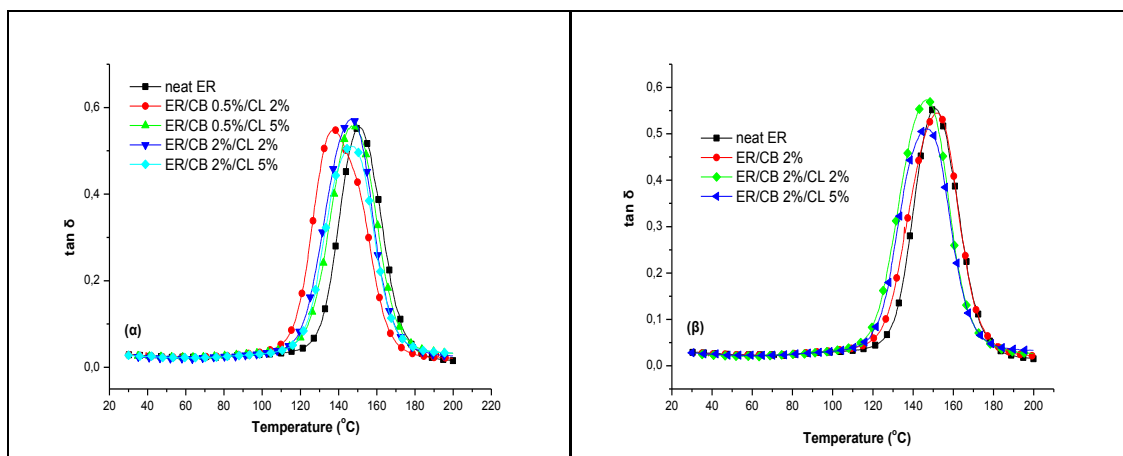 neat ER
ER/CB 0.5%/CL 2%
ER/CB 0.5%/CL 5%
ER/CB 2%/CL 2%
ER/CB 2%/CL 5%
tan δ
0,6
0,4
0,2
0,0
(α)
20 40 60 80 100 120 140 160 180 200 220
Temperature (°C)
neat ER
ER/CB 2%
ER/CB 2%/CL 2%
ER/CB 2%/CL 5%
tan δ
0,6
0,5
0,4
0,3
0,2
0,1
0,0
(β)
20 40 60 80 100 120 140 160 180 200
Temperature (°C)